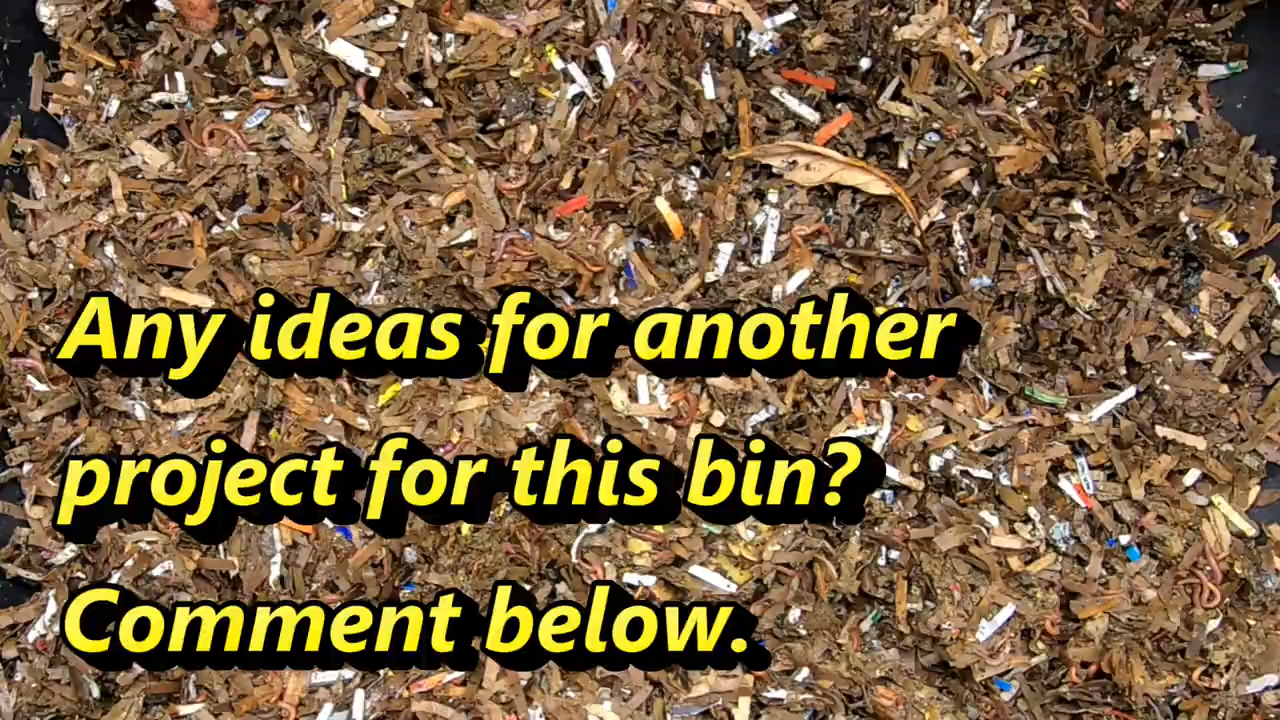 Any ideas for another
project for this bin?
Comment below.